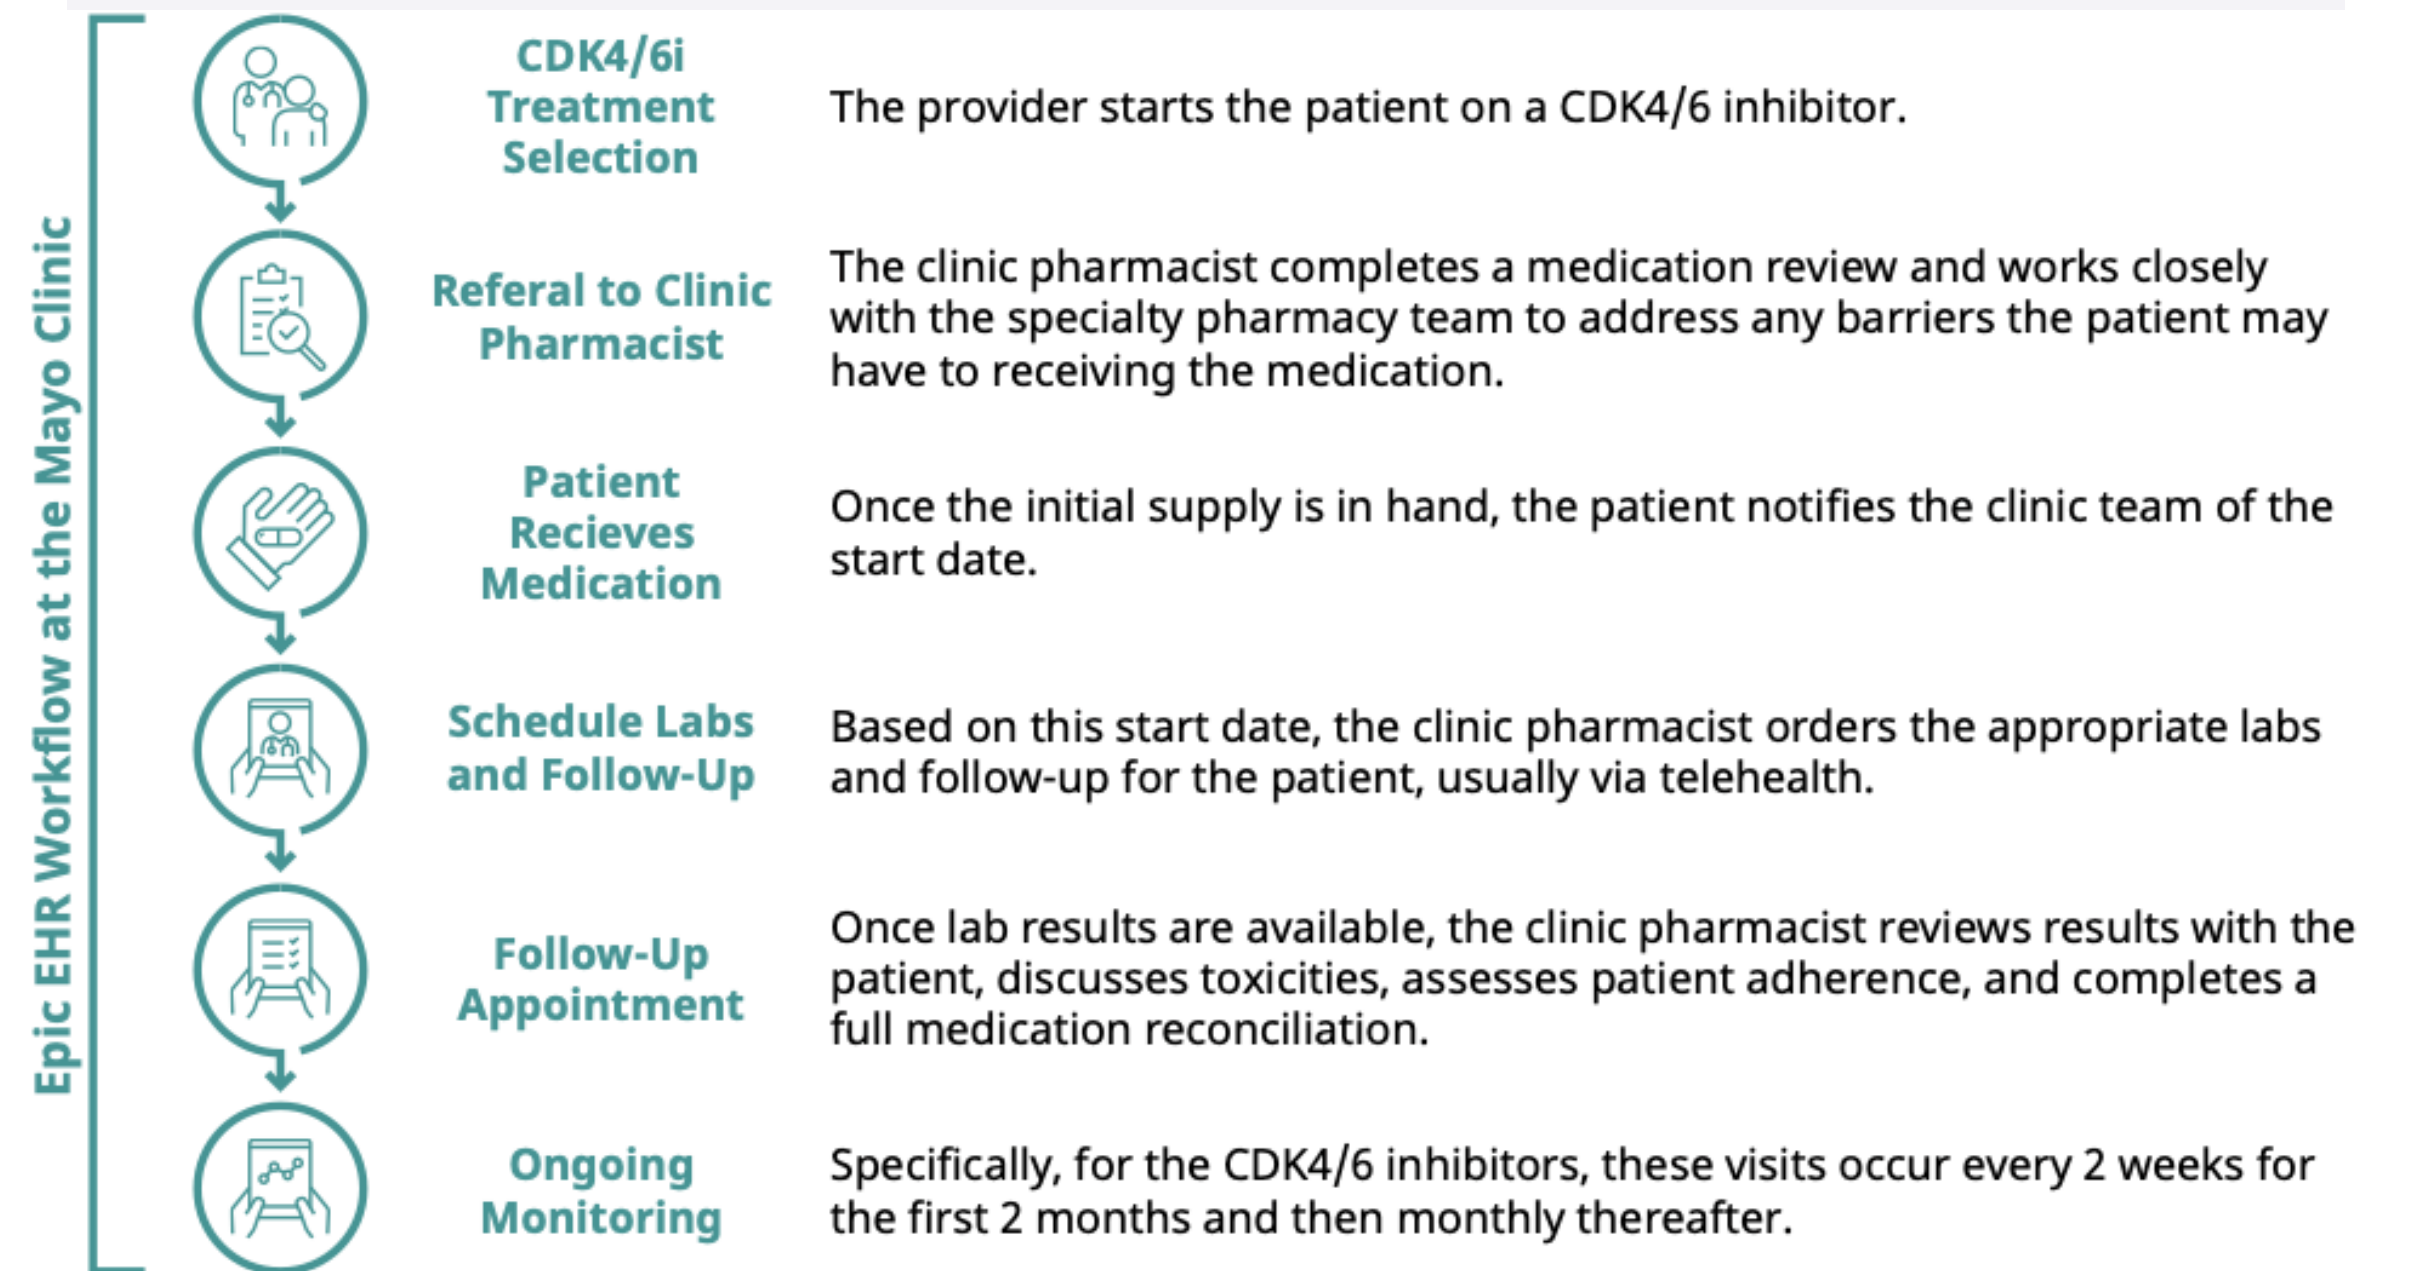 Epic EHR Workflow at the Mayo Clinic
CDK4/6i
Treatment
Selection
The provider starts the patient on a CDK4/6 inhibitor.
Referal to Clinic
Pharmacist
The clinic pharmacist completes a medication review and works closely
with the specialty pharmacy team to address any barriers the patient may
have to receiving the medication.
Patient
Recieves
Medication
Once the initial supply is in hand, the patient notifies the clinic team of the
start date.
Schedule Labs
and Follow-Up
Based on this start date, the clinic pharmacist orders the appropriate labs
and follow-up for the patient, usually via telehealth.
Follow-Up
Appointment
Once lab results are available, the clinic pharmacist reviews results with the
patient, discusses toxicities, assesses patient adherence, and completes a
full medication reconciliation.
Ongoing
Monitoring
Specifically, for the CDK4/6 inhibitors, these visits occur every 2 weeks for
the first 2 months and then monthly thereafter.